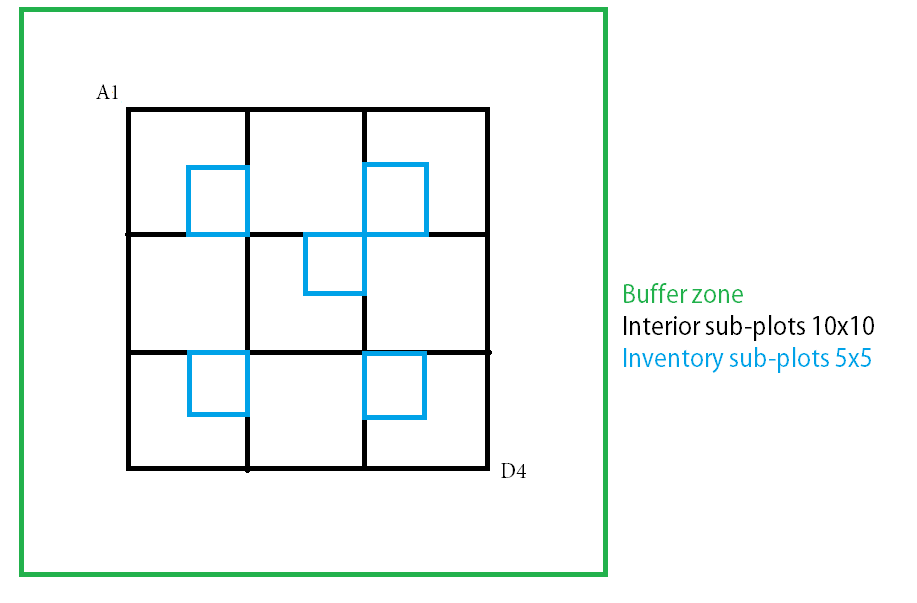 A1
Buffer zone
Interior sub-plots 10x10
Inventory sub-plots 5x5
D4